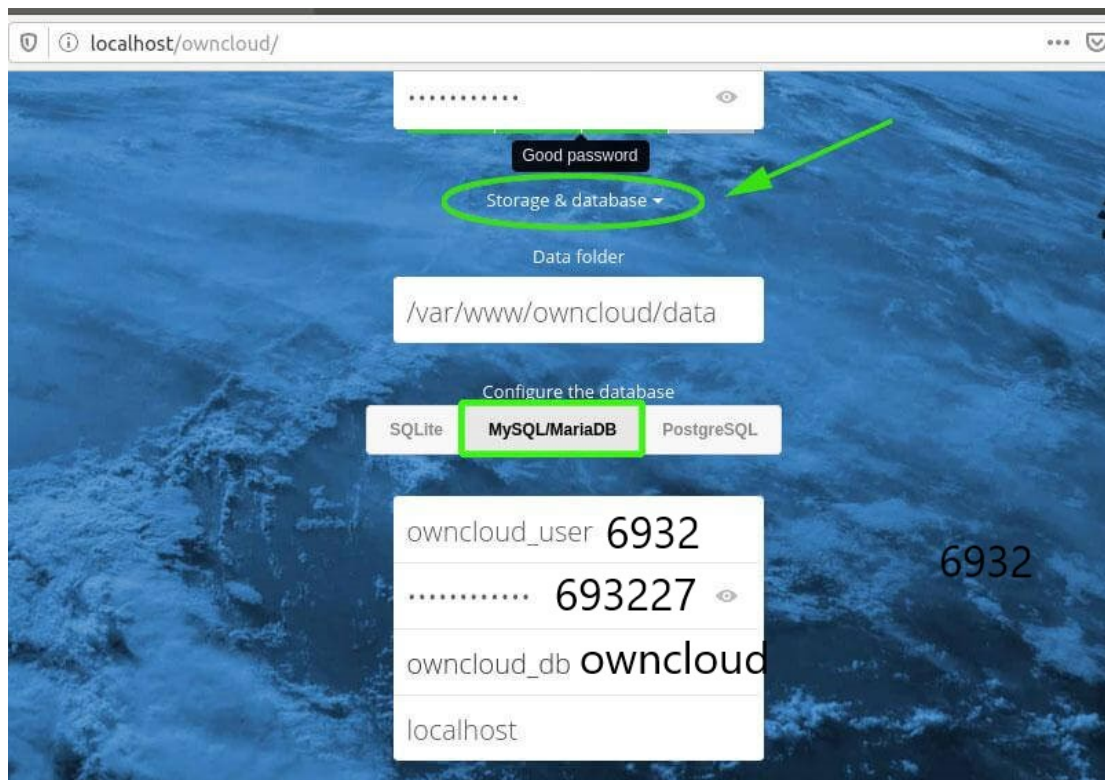 localhost/owncloud/
•••••••••••
Good password
Storage & database
Data folder
/var/www/owncloud/data
Configure the database
SQLite MySQL/MariaDB PostgreSQL
owncloud_user 6932
6932
•••••••••••• 693227
owncloud_db owncloud
localhost